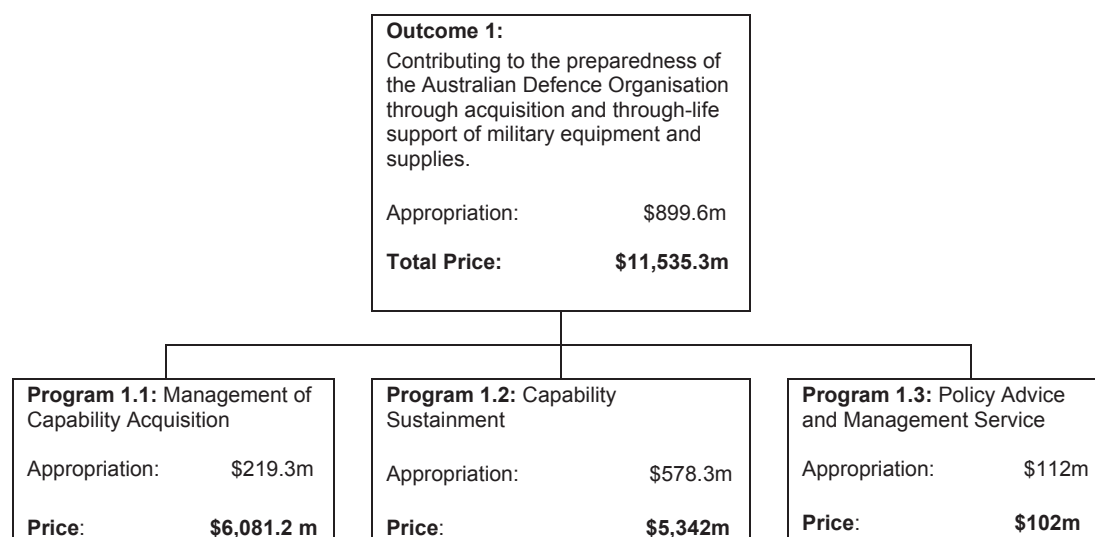 Outcome 1:
Contributing to the preparedness of
the Australian Defence Organisation
through acquisition and through-life
support of military equipment and
supplies.
Appropriation: $899.6m
Total Price: $11,535.3m
Program 1.1: Management of
Capability Acquisition
Appropriation: $219.3m
Price: $6,081.2 m
Program 1.2: Capability
Sustainment
Appropriation: $578.3m
Price: $5,342m
Program 1.3: Policy Advice
and Management Service
Appropriation: $112m
Price: $102m